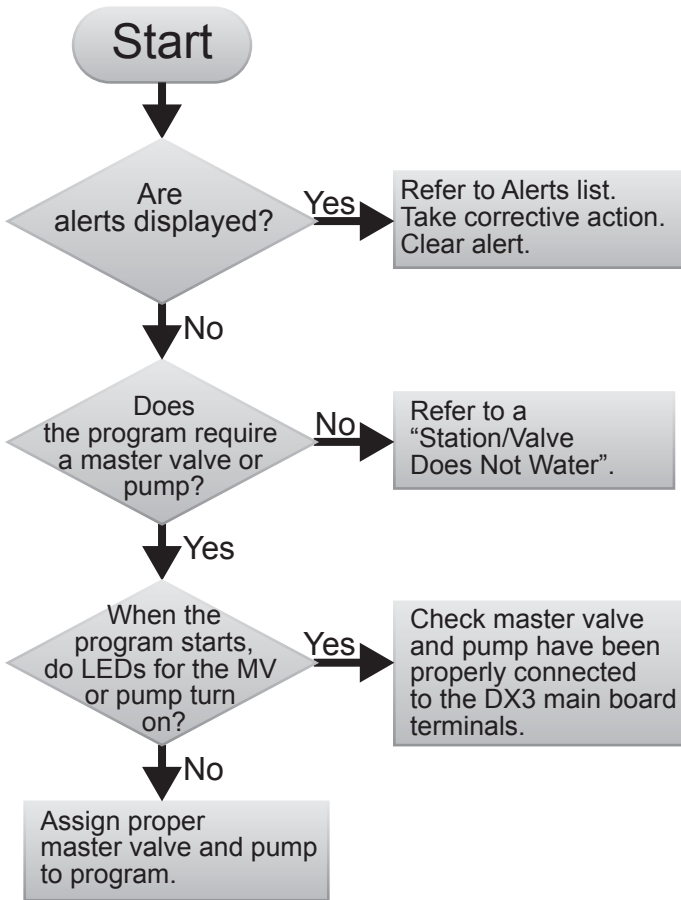 Start
Are
alerts displayed?
Yes
Refer to Alerts list.
Take corrective action.
Clear alert.
No
Does
the program require
a master valve or
pump?
No
Refer to a
“Station/Valve
Does Not Water”.
Yes
When the
program starts,
do LEDs for the MV
or pump turn
on?
Yes
Check master valve
and pump have been
properly connected
to the DX3 main board
terminals.
No
Assign proper
master valve and pump
to program.